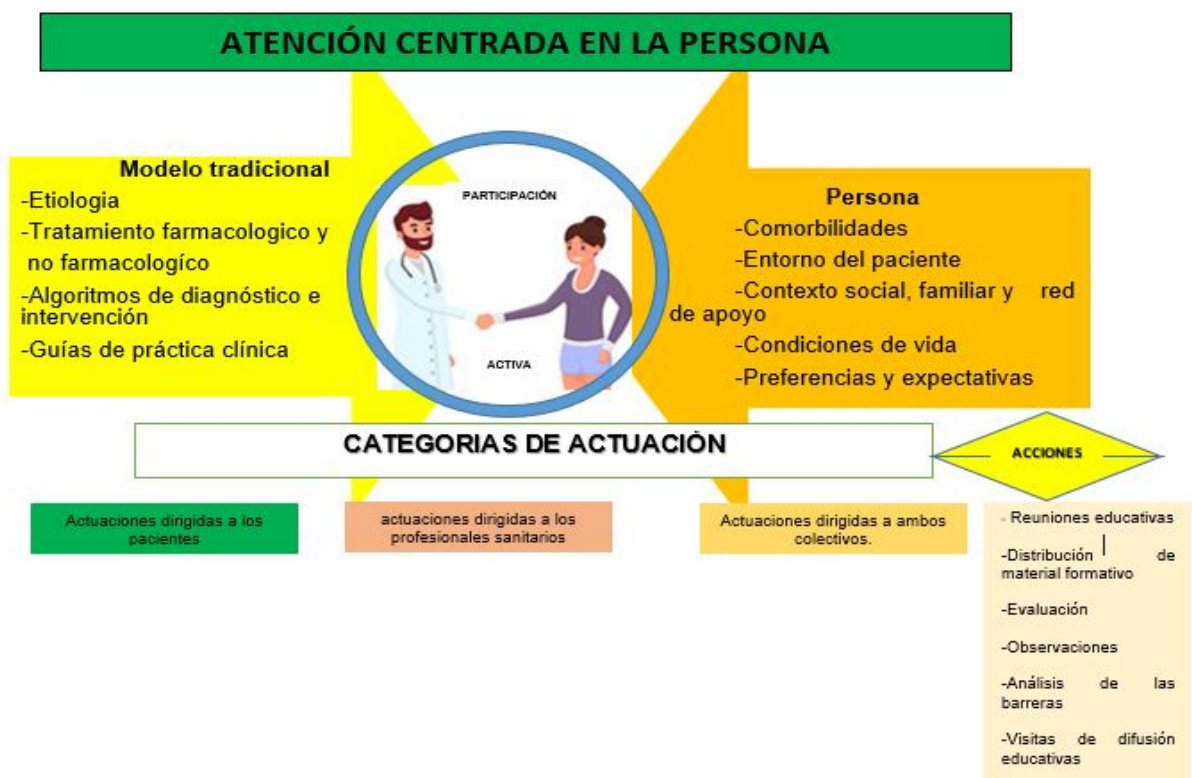 ATENCIÓN CENTRADA EN LA PERSONA
Modelo tradicional
-Etiologia
-Tratamiento farmacologico y
no farmacologíco
-Algoritmos de diagnóstico e
intervención
-Guías de práctica clínica
PARTICIPACIÓN
ACTIVA
Persona
-Comorbilidades
-Entorno del paciente
-Contexto social, familiar y red
de apoyo
-Condiciones de vida
-Preferencias y expectativas
CATEGORIAS DE ACTUACIÓN
ACCIONES
Actuaciones dirigidas a los
pacientes
actuaciones dirigidas a los
profesionales sanitarios
Actuaciones dirigidas a ambos
colectivos.
- Reuniones educativas
-Distribución de
material formativo
-Evaluación
-Observaciones
-Análisis de las
barreras
-Visitas de difusión
educativas